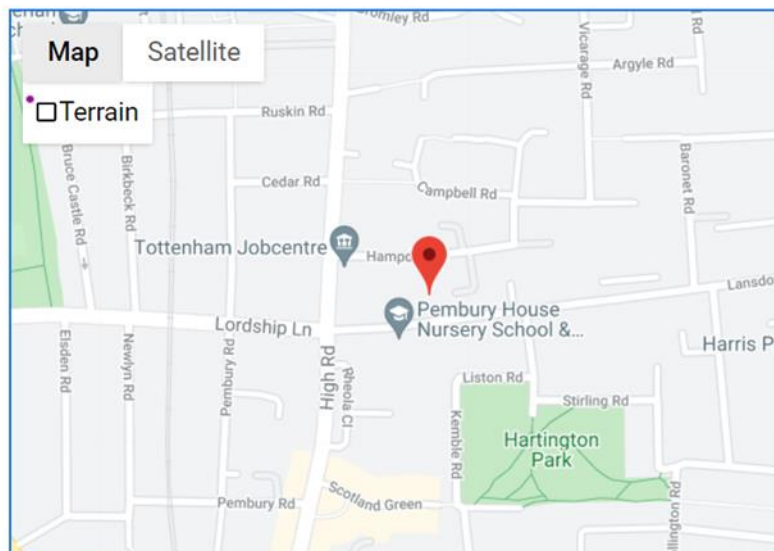 Bromley Rd
Map
Satellite
Vicarage Rd
Argyle Rd
Terrain
Ruskin Rd
Bruce Castle Rd
Birkbeck Rd
Baronet Rd
Cedar Rd
Campbell Rd
Tottenham Jobcentre
Pembury House
Nursery School &...
Lordship Ln
High Rd
Harris P
Elsden Rd
Newlyn Rd
Pembury Rd
Rheola Cl
Liston Rd
Stirling Rd
Kemble Rd
Hartington
Park
Pembury Rd
Scotland Green